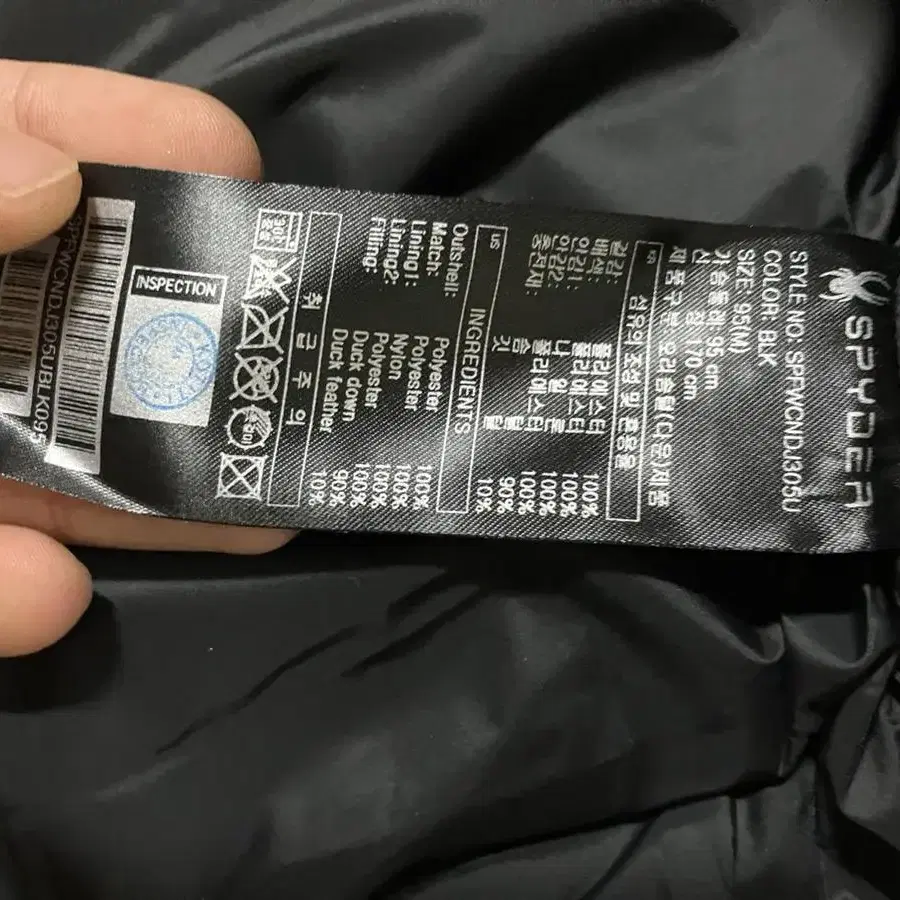 SPYDER
STYLE NO: SPFWCNDJ305U
COLOR: BLK
SIZE: 95(M)
가슴둘레 95 cm
신 장 170 cm
제품구분 오리솜털(다운)제품
KR
섬유의 조성 및 혼용율
겉감: 폴리에스터 100%
배색: 폴리에스터 100%
안감1: 나일론 100%
안감2: 폴리에스터 100%
충전재: 솜털 90%
깃털 10%
US
INGREDIENTS
Outshell: Polyester 100%
Match: Polyester 100%
Lining1: Nylon 100%
Lining2: Polyester 100%
Filling: Duck down 90%
Duck feather 10%
취 급 주 의
INSPECTION
SPFWCNDJ305UBLK095